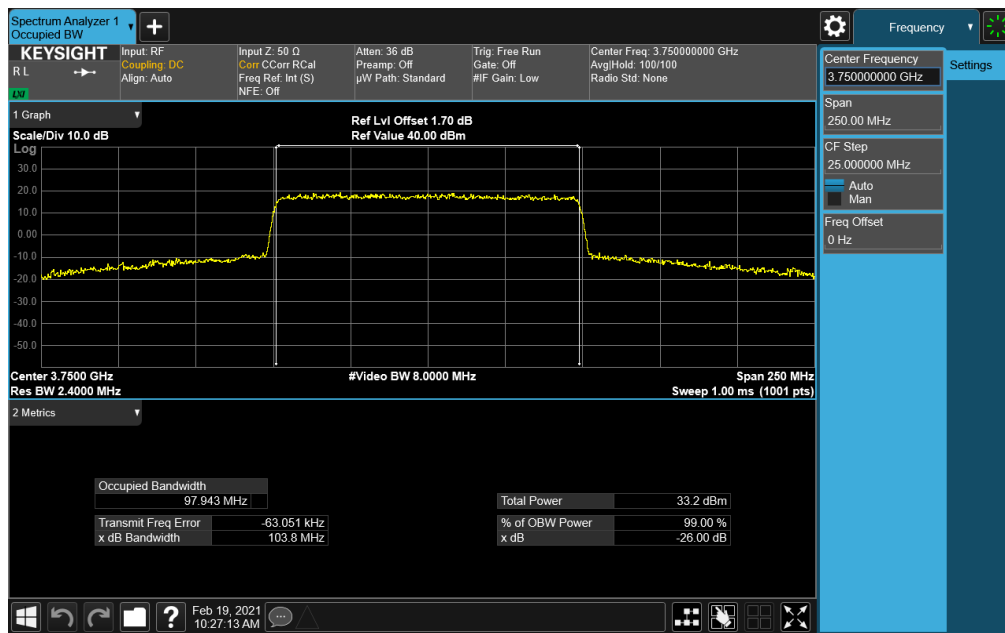 Spectrum Analyzer 1
Occupied BW
Frequency
KEYSIGHT
R L
LXI
Input: RF
Coupling: DC
Align: Auto
Input Z: 50 Ω
Corr CCorr RCal
Freq Ref: Int (S)
NFE: Off
Atten: 36 dB
Preamp: Off
µW Path: Standard
Trig: Free Run
Gate: Off
#IF Gain: Low
Center Freq: 3.750000000 GHz
Avg|Hold: 100/100
Radio Std: None
Center Frequency
3.750000000 GHz
Settings
Span
250.00 MHz
CF Step
25.000000 MHz
Auto
Man
Freq Offset
0 Hz
1 Graph
Scale/Div 10.0 dB
Ref Lvl Offset 1.70 dB
Ref Value 40.00 dBm
Log
30.0
20.0
10.0
0.00
-10.0
-20.0
-30.0
-40.0
-50.0
Center 3.7500 GHz
#Video BW 8.0000 MHz
Span 250 MHz
Res BW 2.4000 MHz
Sweep 1.00 ms (1001 pts)
2 Metrics
Occupied Bandwidth
97.943 MHz
Total Power 33.2 dBm
Transmit Freq Error -63.051 kHz
% of OBW Power 99.00 %
x dB Bandwidth 103.8 MHz
x dB -26.00 dB
?
Feb 19, 2021
10:27:13 AM